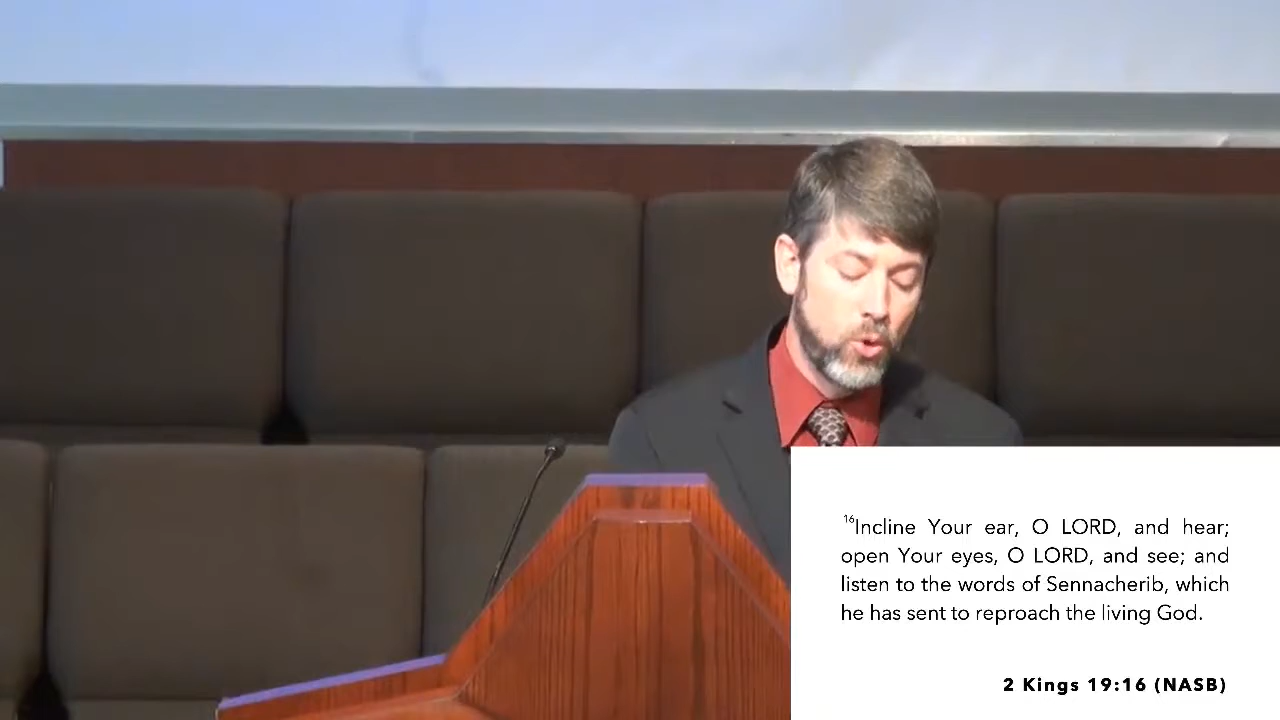 16Incline Your ear, O LORD, and hear;
open Your eyes, O LORD, and see; and
listen to the words of Sennacherib, which
he has sent to reproach the living God.
2 Kings 19:16 (NASB)